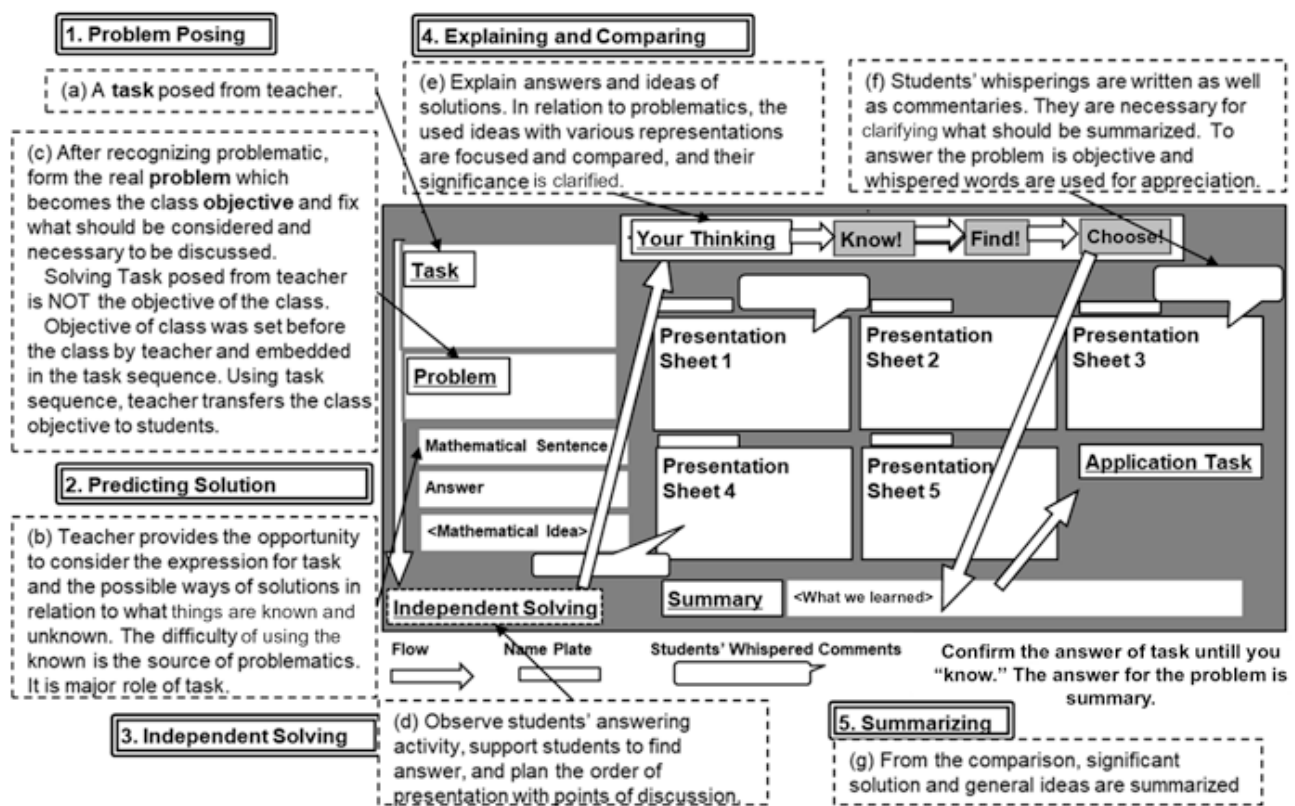 1. Problem Posing
(a) A task posed from teacher.
(c) After recognizing problematic,
form the real problem which
becomes the class objective and fix
what should be considered and
necessary to be discussed.
Solving Task posed from teacher
is NOT the objective of the class.
Objective of class was set before
the class by teacher and embedded
in the task sequence. Using task
sequence, teacher transfers the class
objective to students.
2. Predicting Solution
(b) Teacher provides the opportunity
to consider the expression for task
and the possible ways of solutions in
relation to what things are known and
unknown. The difficulty of using the
known is the source of problematics.
It is major role of task.
3. Independent Solving
4. Explaining and Comparing
(e) Explain answers and ideas of
solutions. In relation to problematics, the
used ideas with various representations
are focused and compared, and their
significance is clarified.
(f) Students' whisperings are written as well
as commentaries. They are necessary for
clarifying what should be summarized. To
answer the problem is objective and
whispered words are used for appreciation.
Your Thinking
Know!
Find!
Choose!
Task
Problem
Mathematical Sentence
Answer
<Mathematical Idea>
Independent Solving
Presentation
Sheet 1
Presentation
Sheet 2
Presentation
Sheet 3
Presentation
Sheet 4
Presentation
Sheet 5
Application Task
Summary
<What we learned>
Flow
Name Plate
Students' Whispered Comments
Confirm the answer of task untill you
"know." The answer for the problem is
summary.
(d) Observe students' answering
activity, support students to find
answer, and plan the order of
presentation with points of discussion.
5. Summarizing
(g) From the comparison, significant
solution and general ideas are summarized